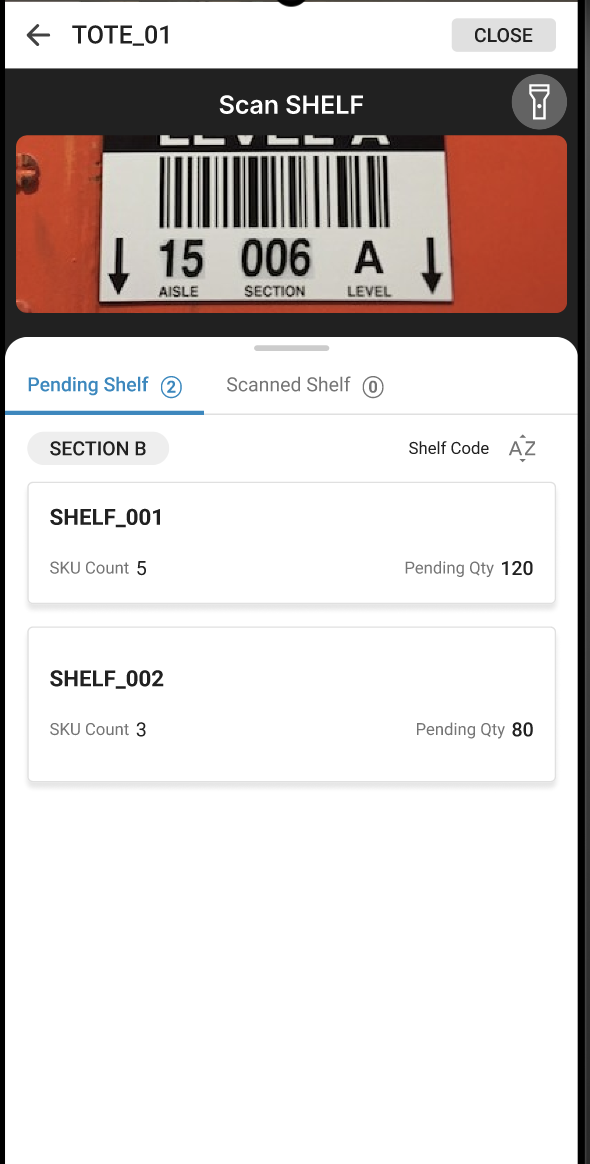 TOTE_01 CLOSE
Scan SHELF
LEVEL A
15 006 A
AISLE SECTION LEVEL
Pending Shelf 2 Scanned Shelf 0
SECTION B Shelf Code AZ
SHELF_001
SKU Count 5 Pending Qty 120
SHELF_002
SKU Count 3 Pending Qty 80